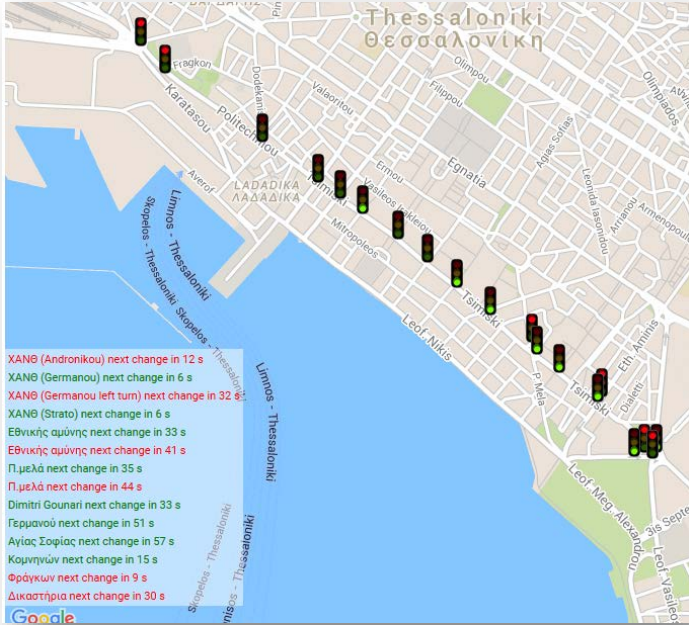 Thessaloniki
Θεσσαλονίκη
Fragkon
Karatasou
Politechniou
Valaoritou
Olimpou
Filippou
Olimpiados
Averof
LADADIKA
ΛΑΔΑΔΙΚΑ
Tsimiski
Ermou
Vasileos Irakleiou
Egnatia
Agias Sofias
Leonida Iasonidou
Arrianou
Armenopoulou
Mitropoleos
Limnos - Thessaloniki
Skopelos - Thessaloniki
Skopelos - Thessaloniki
Leof. Nikis
Tsimiski
Eth. Aminis
Limnos - Thessaloniki
P. Mela
Tsimiski
Dialetti
Leof. Meg. Alexandrou
3is Septe
Leof. Vasileos
Skopelos - Thessaloniki
ΧΑΝΘ (Andronikou) next change in 12 s
ΧΑΝΘ (Germanou) next change in 6 s
ΧΑΝΘ (Germanou left turn) next change in 32 s
ΧΑΝΘ (Strato) next change in 6 s
Εθνικής αμύνης next change in 33 s
Εθνικής αμύνης next change in 41 s
Π.μελά next change in 35 s
Π.μελά next change in 44 s
Dimitri Gounari next change in 33 s
Γερμανού next change in 51 s
Αγίας Σοφίας next change in 57 s
Κομνηνών next change in 15 s
Φράγκων next change in 9 s
Δικαστήρια next change in 30 s
Google